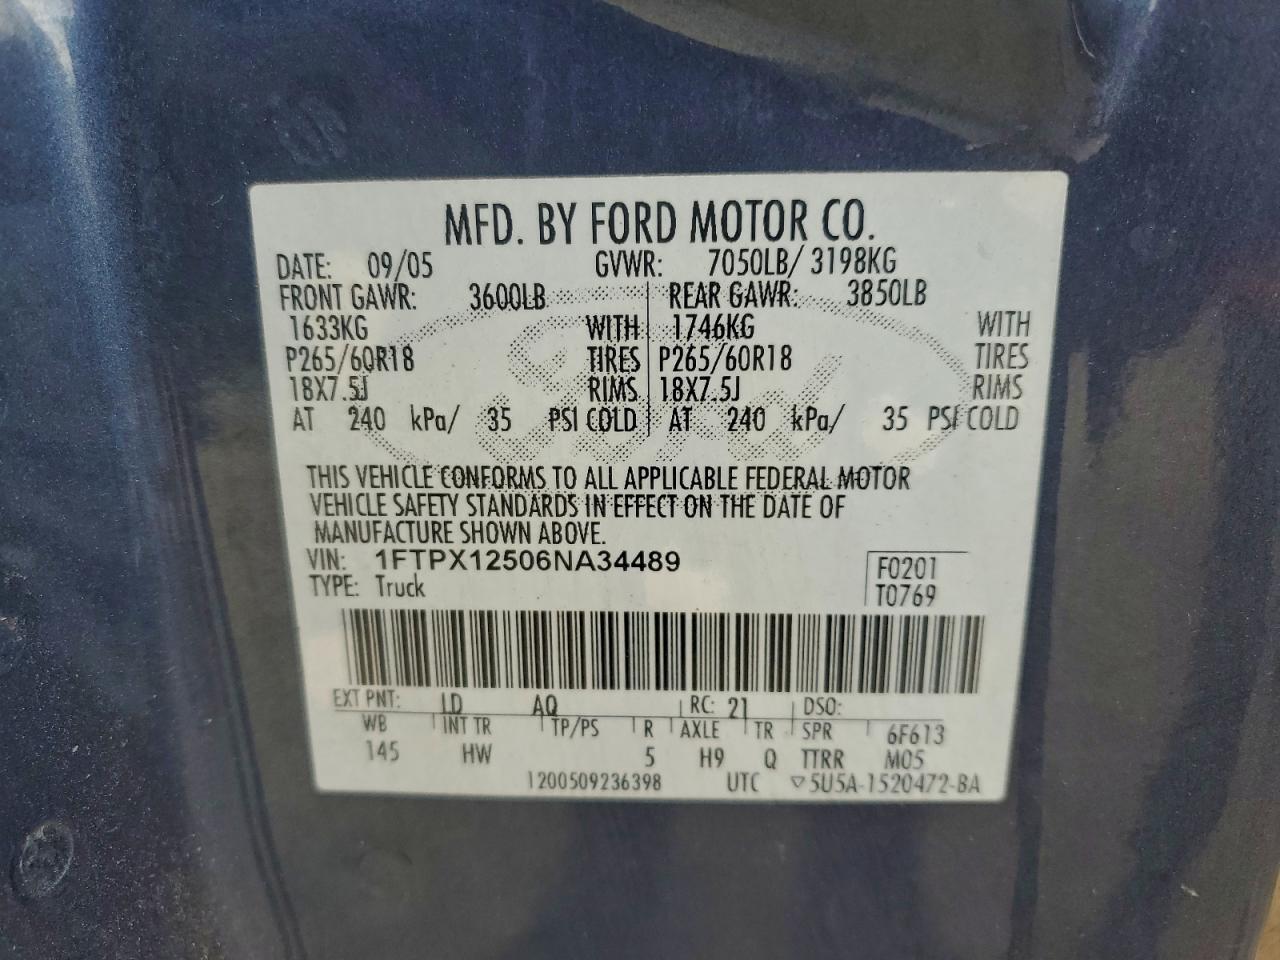 MFD. BY FORD MOTOR CO.
DATE: 09/05 GVWR: 7050LB/ 3198KG
FRONT GAWR: 3600LB REAR GAWR: 3850LB
1633KG WITH 1746KG WITH
P265/60R18 TIRES P265/60R18 TIRES
18X7.5J RIMS 18X7.5J RIMS
AT 240 kPa/ 35 PSI COLD AT 240 kPa/ 35 PSI COLD
THIS VEHICLE CONFORMS TO ALL APPLICABLE FEDERAL MOTOR
VEHICLE SAFETY STANDARDS IN EFFECT ON THE DATE OF
MANUFACTURE SHOWN ABOVE.
VIN: 1FTPX12506NA34489 F0201
TYPE: Truck T0769
EXT PNT: LD AQ RC: 21 DSO:
WB INT TR TP/PS R AXLE TR SPR 6F613
145 HW 5 H9 Q TTRR M05
1200509236398 UTC ▽5U5A-1520472-BA